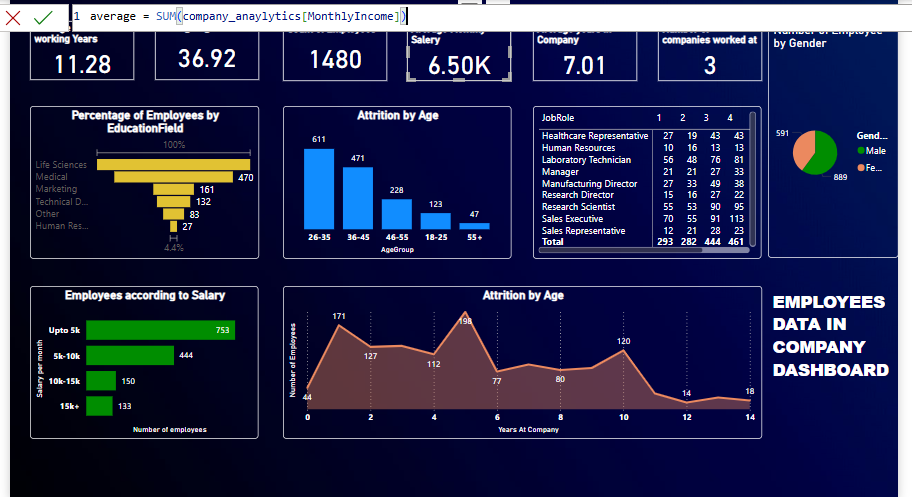 1 average = SUM(company_anaylytics[MonthlyIncome])
working Years
11.28
36.92
1480
Salery
6.50K
Company
7.01
companies worked at
3
Number of Employee
by Gender
591
889
Gend...
Male
Fe...
Percentage of Employees by
EducationField
100%
Life Sciences
Medical 470
Marketing 161
Technical D... 132
Other 83
Human Res... 27
4.4%
Attrition by Age
611
471
228
123
47
26-35 36-45 46-55 18-25 55+
AgeGroup
JobRole 1 2 3 4
Healthcare Representative 27 19 43 43
Human Resources 10 16 13 13
Laboratory Technician 56 48 76 81
Manager 21 21 27 33
Manufacturing Director 27 33 49 38
Research Director 15 16 27 22
Research Scientist 55 53 90 95
Sales Executive 70 55 91 113
Sales Representative 12 21 28 23
Total 293 282 444 461
Employees according to Salary
Salary per month
Upto 5k 753
5k-10k 444
10k-15k 150
15k+ 133
Number of employees
Attrition by Age
Number of Employees
44
171
127
112
198
77
80
120
14
18
0 2 4 6 8 10 12 14
Years At Company
EMPLOYEES
DATA IN
COMPANY
DASHBOARD